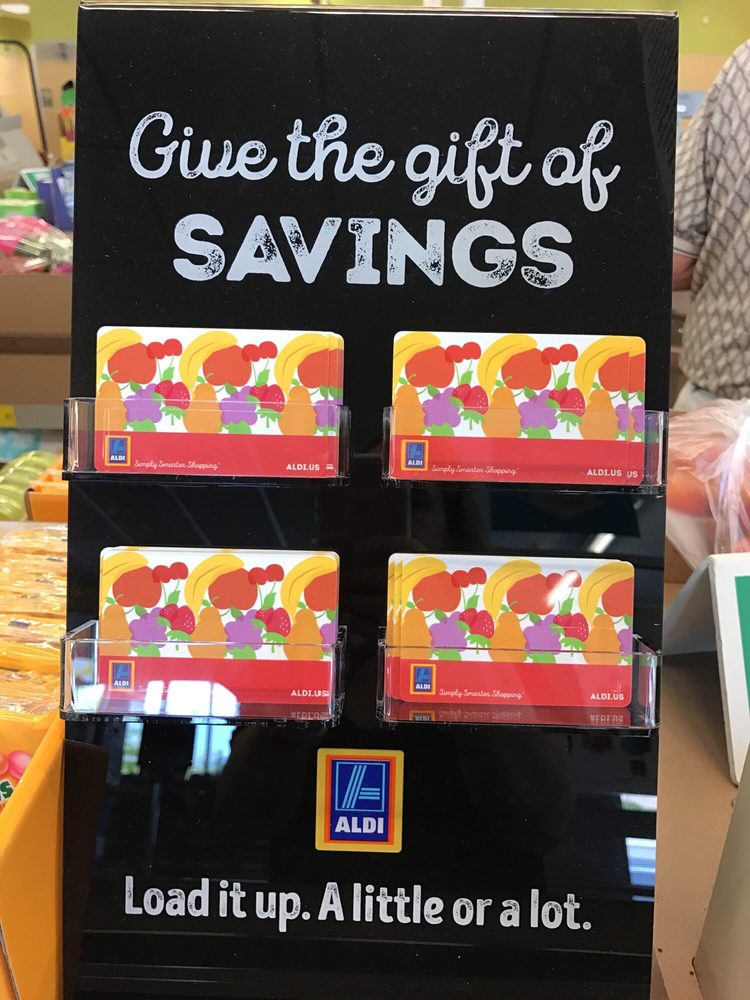 Give the gift of
SAVINGS
ALDI
Simply Smarter Shopping.
ALDI.US
ALDI
Simply Smarter Shopping.
ALDI.US US
ALDI
ALDI.US
ALDI
Simply Smarter Shopping.
ALDI.US
ALDI
Load it up. A little or a lot.